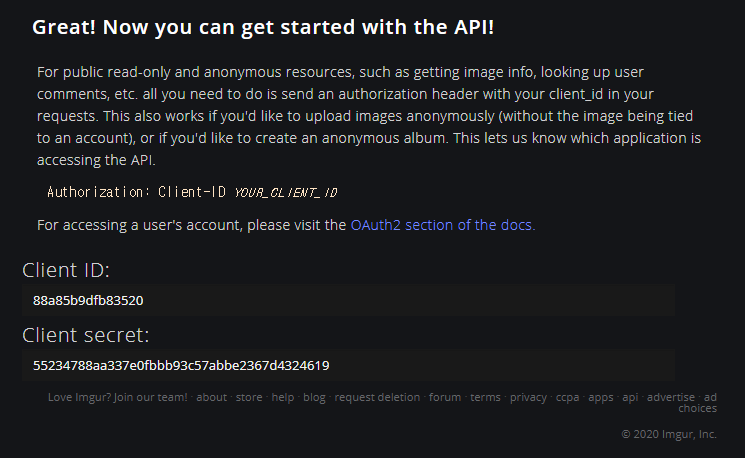 Great! Now you can get started with the API!
For public read-only and anonymous resources, such as getting image info, looking up user
comments, etc. all you need to do is send an authorization header with your client_id in your
requests. This also works if you'd like to upload images anonymously (without the image being tied
to an account), or if you'd like to create an anonymous album. This lets us know which application is
accessing the API.
Authorization: Client-ID YOUR_CLIENT_ID
For accessing a user's account, please visit the OAuth2 section of the docs.
Client ID:
88a85b9dfb83520
Client secret:
55234788aa337e0fbbb93c57abbe2367d4324619
Love Imgur? Join our team! · about · store · help · blog · request deletion · forum · terms · privacy · ccpa · apps · api · advertise · ad
choices
© 2020 Imgur, Inc.